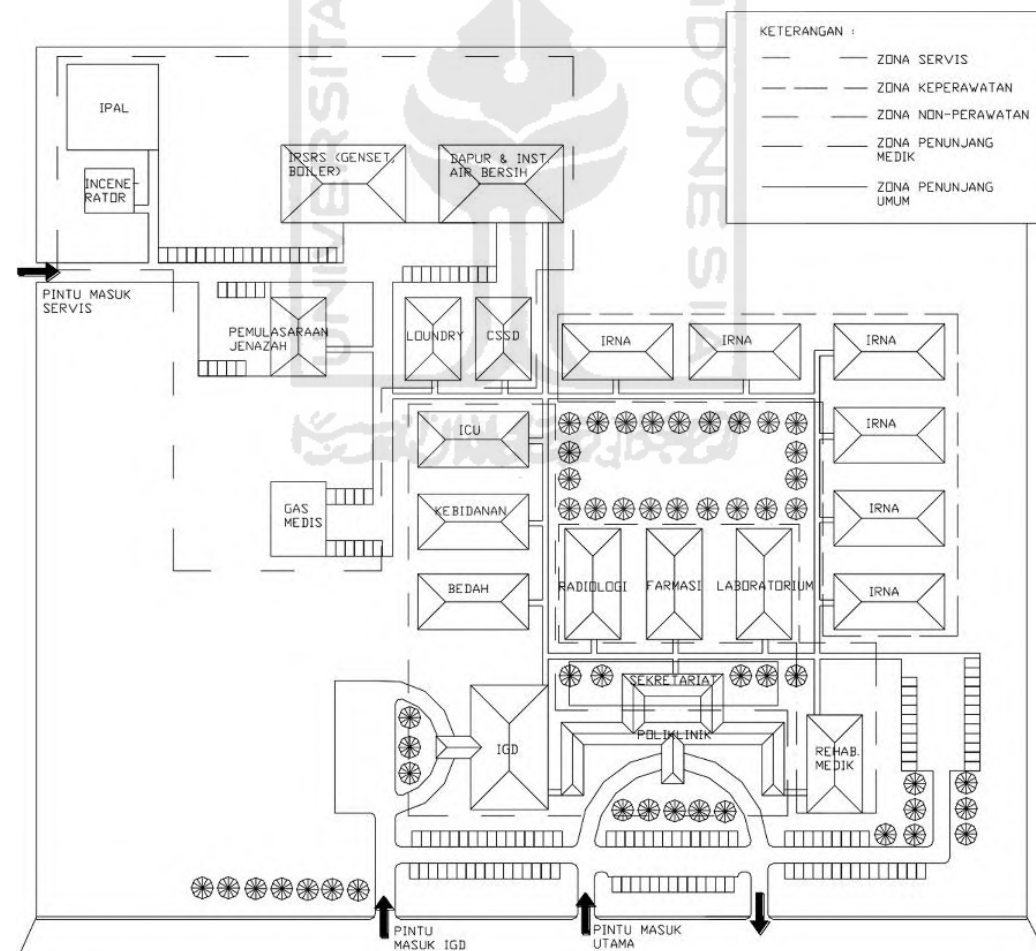 KETERANGAN :
ZONA SERVIS
ZONA KEPERAWATAN
ZONA NON-PERAWATAN
ZONA PENUNJANG
MEDIK
ZONA PENUNJANG
UMUM
IPAL
INCENE-
RATOR
IPSRS (GENSET,
BOILER)
DAPUR & INST.
AIR BERSIH
PINTU MASUK
SERVIS
PEMULASARAAN
JENAZAH
LOUNDRY
CSSD
IRNA
IRNA
IRNA
ICU
IRNA
GAS
MEDIS
KEBIDANAN
IRNA
BEDAH
RADIOLOGI
FARMASI
LABORATORIUM
IRNA
SEKRETARIAT
POLIKLINIK
IGD
REHAB.
MEDIK
PINTU
MASUK IGD
PINTU MASUK
UTAMA